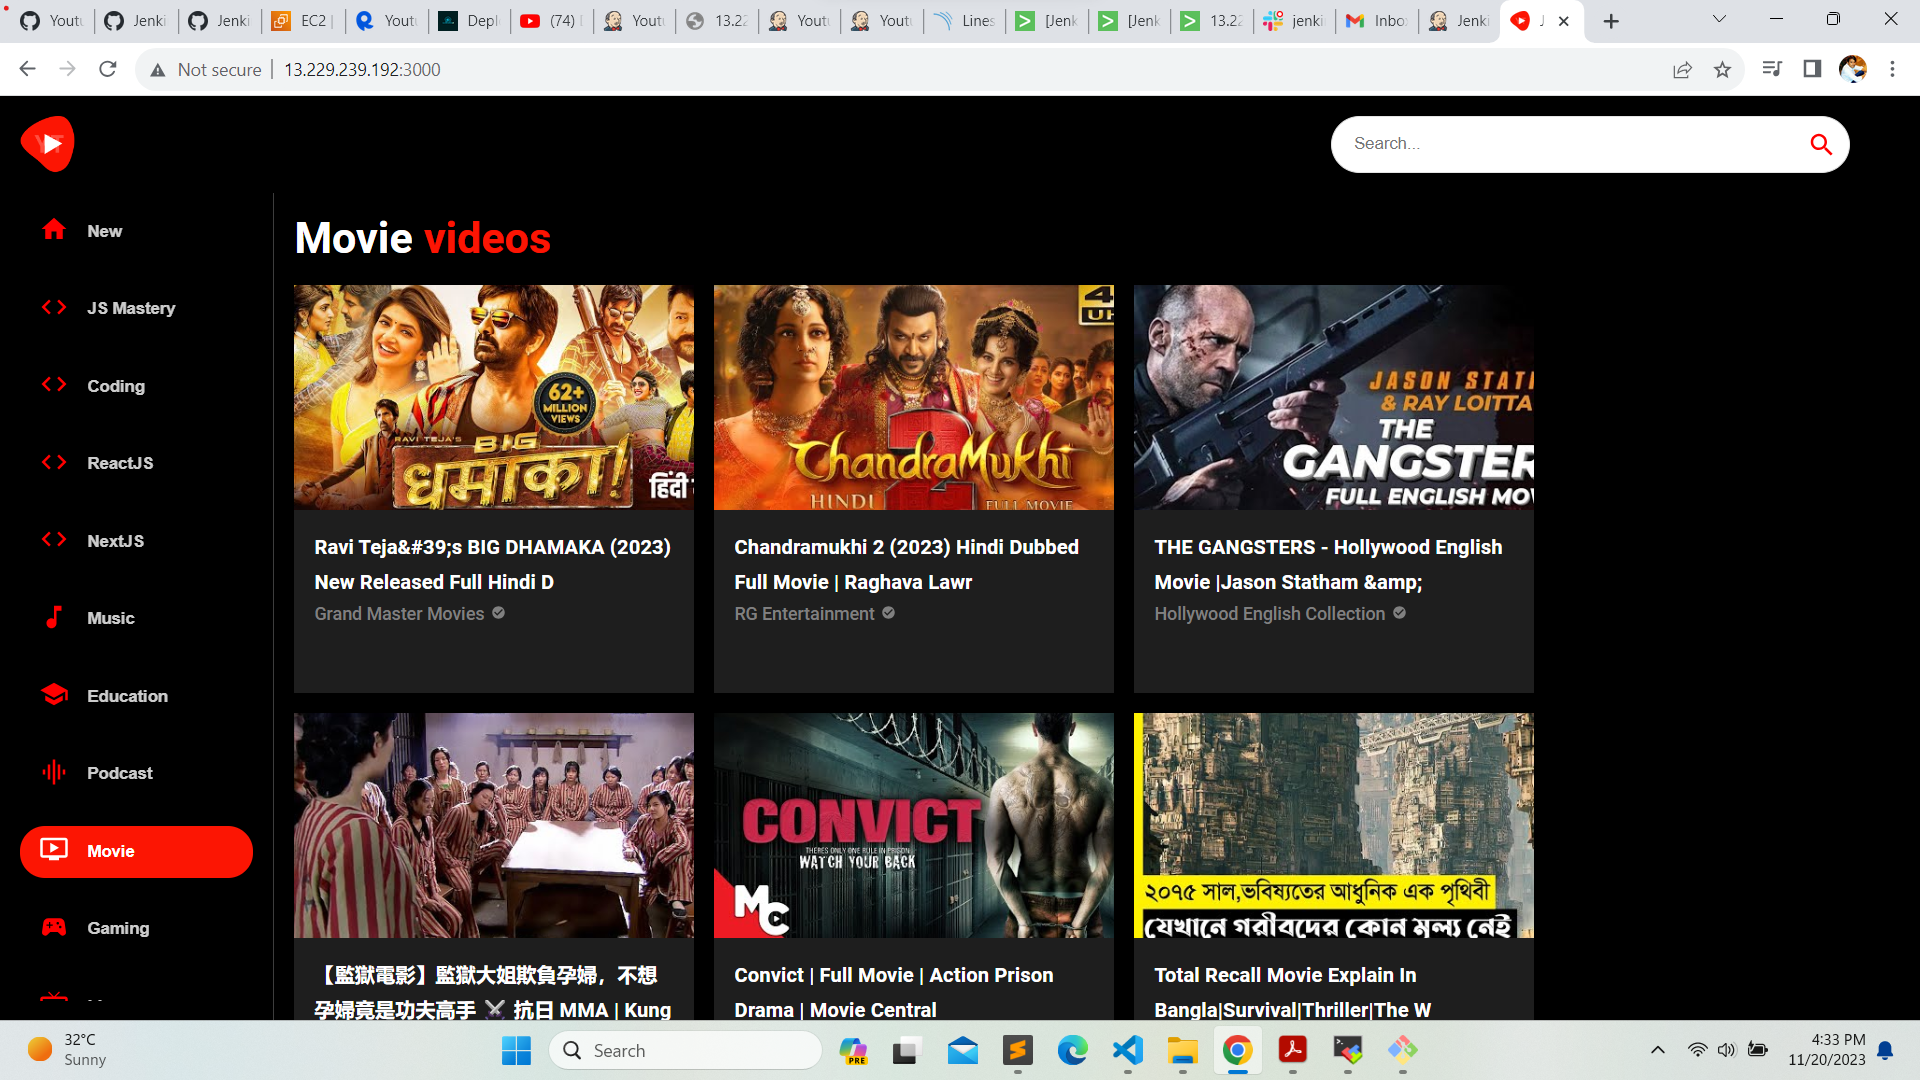 Youtu
Jenki
Jenki
EC2 |
Youtu
Deplo
(74)
Youtu
13.22
Youtu
Youtu
Lines
[Jenk
[Jenk
13.22
jenkin
Inbox
Jenki
J
Not secure | 13.229.239.192:3000
Search...
New
JS Mastery
Coding
ReactJS
NextJS
Music
Education
Podcast
Movie
Gaming
Movie videos
62+
MILLION
VIEWS
RAVI TEJA'S
BIG
धमाका!
हिंदी
Ravi Teja&#39;s BIG DHAMAKA (2023)
New Released Full Hindi D
Grand Master Movies
4
UH
ChandraMukhi
2
HINDI FULL MOVIE
Chandramukhi 2 (2023) Hindi Dubbed
Full Movie | Raghava Lawr
RG Entertainment
JASON STATH
& RAY LOITTA
THE
GANGSTER
FULL ENGLISH MOV
THE GANGSTERS - Hollywood English
Movie |Jason Statham &amp;
Hollywood English Collection
【監獄電影】監獄大姐欺負孕婦，不想
孕婦竟是功夫高手 ⚔️ 抗日 MMA | Kung
CONVICT
THERES ONLY ONE RULE IN PRISON...
WATCH YOUR BACK
MC
Convict | Full Movie | Action Prison
Drama | Movie Central
২০৭৫ সাল,ভবিষ্যতের আধুনিক এক পৃথিবী
যেখানে গরীবদের কোন মূল্য নেই
Total Recall Movie Explain In
Bangla|Survival|Thriller|The W
32°C
Sunny
Search
PRE
4:33 PM
11/20/2023